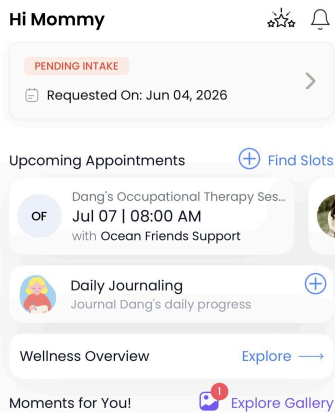 Hi Mommy
PENDING INTAKE
Requested On: Jun 04, 2026
Upcoming Appointments
Find Slots
Dang's Occupational Therapy Ses...
OF
Jul 07 | 08:00 AM
with Ocean Friends Support
Daily Journaling
Journal Dang's daily progress
Wellness Overview
Explore
Moments for You!
1
Explore Gallery